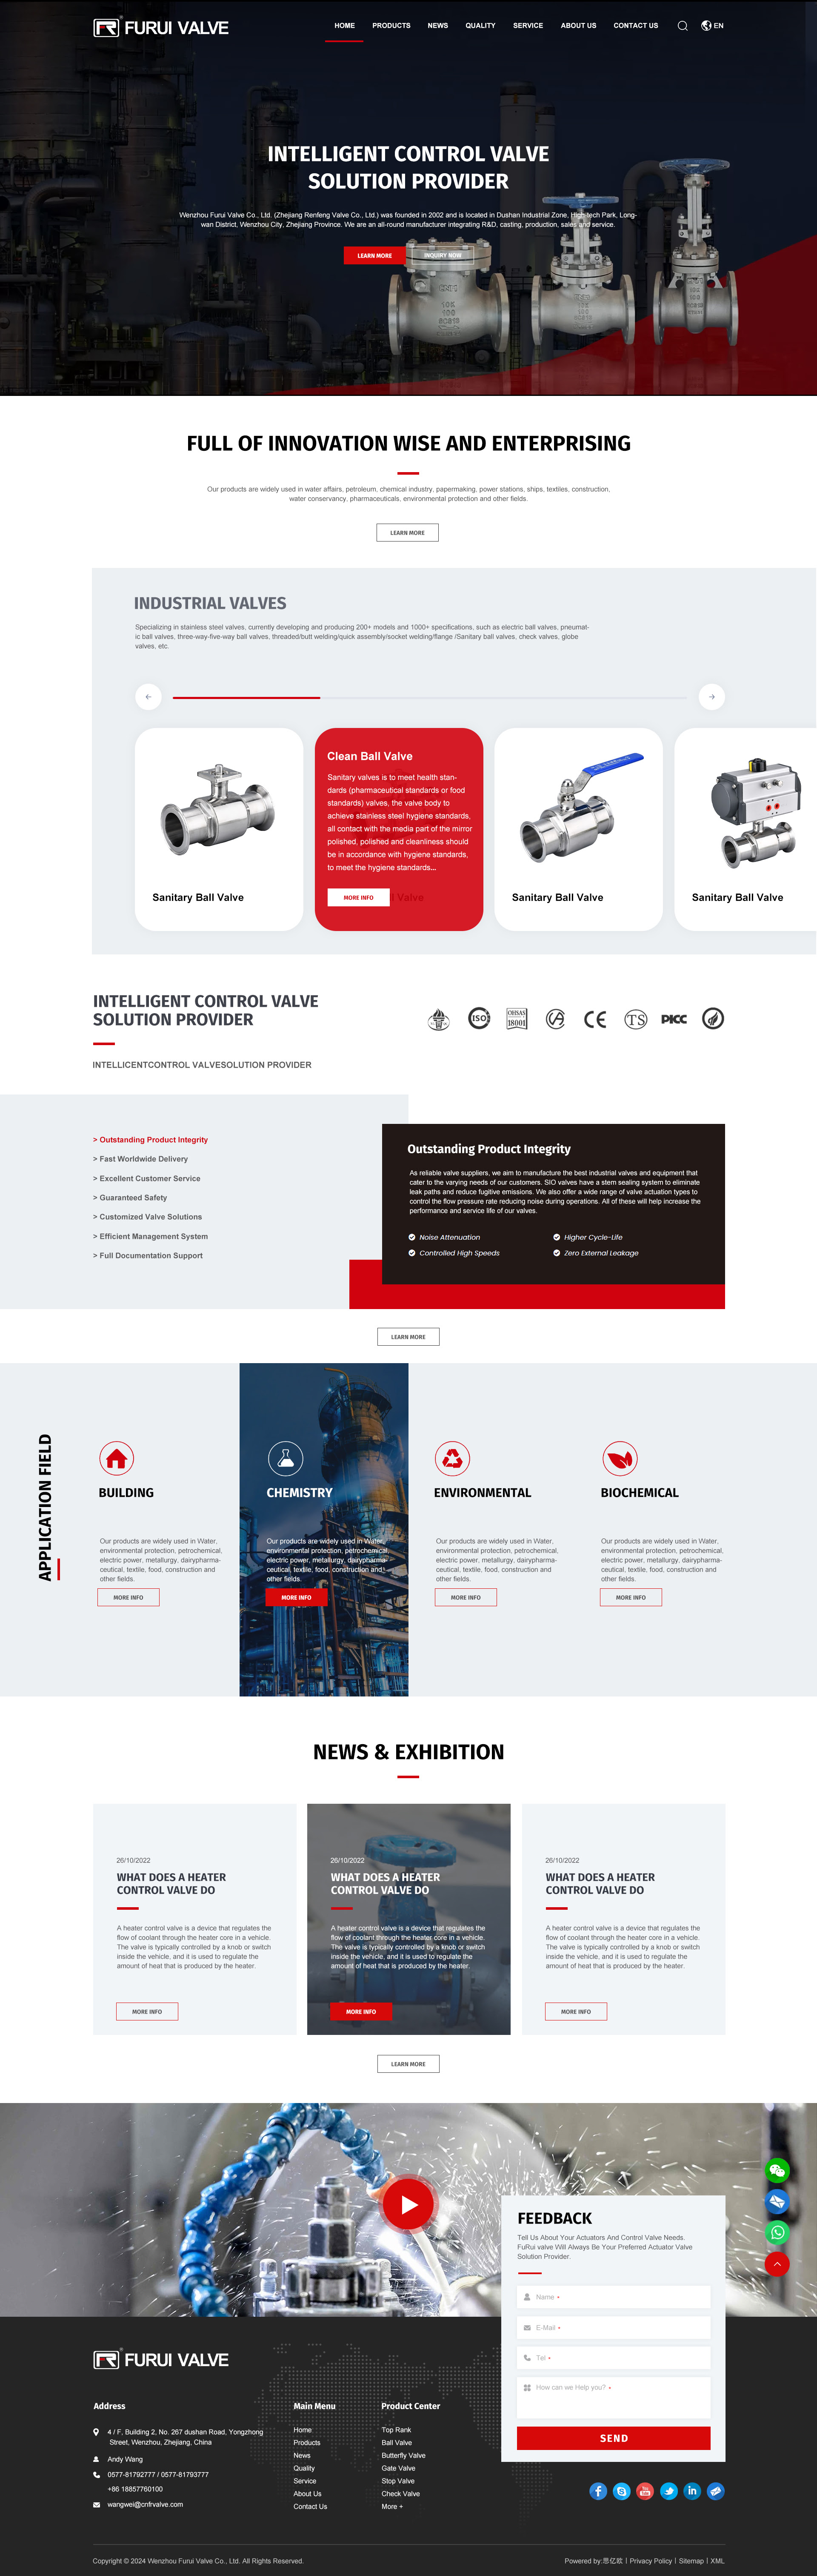 FR FURUI VALVE
HOME PRODUCTS NEWS QUALITY SERVICE ABOUT US CONTACT US EN
INTELLIGENT CONTROL VALVE
SOLUTION PROVIDER
Wenzhou Furui Valve Co., Ltd. (Zhejiang Renfeng Valve Co., Ltd.) was founded in 2002 and is located in Dushan Industrial Zone, High-tech Park, Long-
wan District, Wenzhou City, Zhejiang Province. We are an all-round manufacturer integrating R&D, casting, production, sales and service.
LEARN MORE INQUIRY NOW
FULL OF INNOVATION WISE AND ENTERPRISING
Our products are widely used in water affairs, petroleum, chemical industry, papermaking, power stations, ships, textiles, construction,
water conservancy, pharmaceuticals, environmental protection and other fields.
LEARN MORE
INDUSTRIAL VALVES
Specializing in stainless steel valves, currently developing and producing 200+ models and 1000+ specifications, such as electric ball valves, pneumat-
ic ball valves, three-way-five-way ball valves, threaded/butt welding/quick assembly/socket welding/flange /Sanitary ball valves, check valves, globe
valves, etc.
Sanitary Ball Valve
Clean Ball Valve
Sanitary valves is to meet health stan-
dards (pharmaceutical standards or food
standards) valves, the valve body to
achieve stainless steel hygiene standards,
all contact with the media part of the mirror
polished, polished and cleanliness should
be in accordance with hygiene standards,
to meet the hygiene standards...
MORE INFO
Valve
Sanitary Ball Valve
Sanitary Ball Valve
INTELLIGENT CONTROL VALVE
SOLUTION PROVIDER
INTELLICENTCONTROL VALVESOLUTION PROVIDER
ISO OHSAS 18001 CE TS PICC
> Outstanding Product Integrity
> Fast Worldwide Delivery
> Excellent Customer Service
> Guaranteed Safety
> Customized Valve Solutions
> Efficient Management System
> Full Documentation Support
Outstanding Product Integrity
As reliable valve suppliers, we aim to manufacture the best industrial valves and equipment that
cater to the varying needs of our customers. SIO valves have a stem sealing system to eliminate
leak paths and reduce fugitive emissions. We also offer a wide range of valve actuation types to
control the flow pressure rate reducing noise during operations. All of these will help increase the
performance and service life of our valves.
Noise Attenuation Higher Cycle-Life
Controlled High Speeds Zero External Leakage
LEARN MORE
APPLICATION FIELD
BUILDING
Our products are widely used in Water,
environmental protection, petrochemical,
electric power, metallurgy, dairypharma-
ceutical, textile, food, construction and
other fields.
MORE INFO
CHEMISTRY
Our products are widely used in Water,
environmental protection, petrochemical,
electric power, metallurgy, dairypharma-
ceutical, textile, food, construction and
other fields.
MORE INFO
ENVIRONMENTAL
Our products are widely used in Water,
environmental protection, petrochemical,
electric power, metallurgy, dairypharma-
ceutical, textile, food, construction and
other fields.
MORE INFO
BIOCHEMICAL
Our products are widely used in Water,
environmental protection, petrochemical,
electric power, metallurgy, dairypharma-
ceutical, textile, food, construction and
other fields.
MORE INFO
NEWS & EXHIBITION
26/10/2022
WHAT DOES A HEATER
CONTROL VALVE DO
A heater control valve is a device that regulates the
flow of coolant through the heater core in a vehicle.
The valve is typically controlled by a knob or switch
inside the vehicle, and it is used to regulate the
amount of heat that is produced by the heater.
MORE INFO
26/10/2022
WHAT DOES A HEATER
CONTROL VALVE DO
A heater control valve is a device that regulates the
flow of coolant through the heater core in a vehicle.
The valve is typically controlled by a knob or switch
inside the vehicle, and it is used to regulate the
amount of heat that is produced by the heater.
MORE INFO
26/10/2022
WHAT DOES A HEATER
CONTROL VALVE DO
A heater control valve is a device that regulates the
flow of coolant through the heater core in a vehicle.
The valve is typically controlled by a knob or switch
inside the vehicle, and it is used to regulate the
amount of heat that is produced by the heater.
MORE INFO
LEARN MORE
FEEDBACK
Tell Us About Your Actuators And Control Valve Needs.
FuRui valve Will Always Be Your Preferred Actuator Valve
Solution Provider.
Name *
E-Mail *
Tel *
How can we Help you? *
SEND
FR FURUI VALVE
Address
4 / F, Building 2, No. 267 dushan Road, Yongzhong
Street, Wenzhou, Zhejiang, China
Andy Wang
0577-81792777 / 0577-81793777
+86 18857760100
wangwei@cnfrvalve.com
Main Menu
Home
Products
News
Quality
Service
About Us
Contact Us
Product Center
Top Rank
Ball Valve
Butterfly Valve
Gate Valve
Stop Valve
Check Valve
More +
Copyright © 2024 Wenzhou Furui Valve Co., Ltd. All Rights Reserved.
Powered by:思亿欧 | Privacy Policy | Sitemap | XML